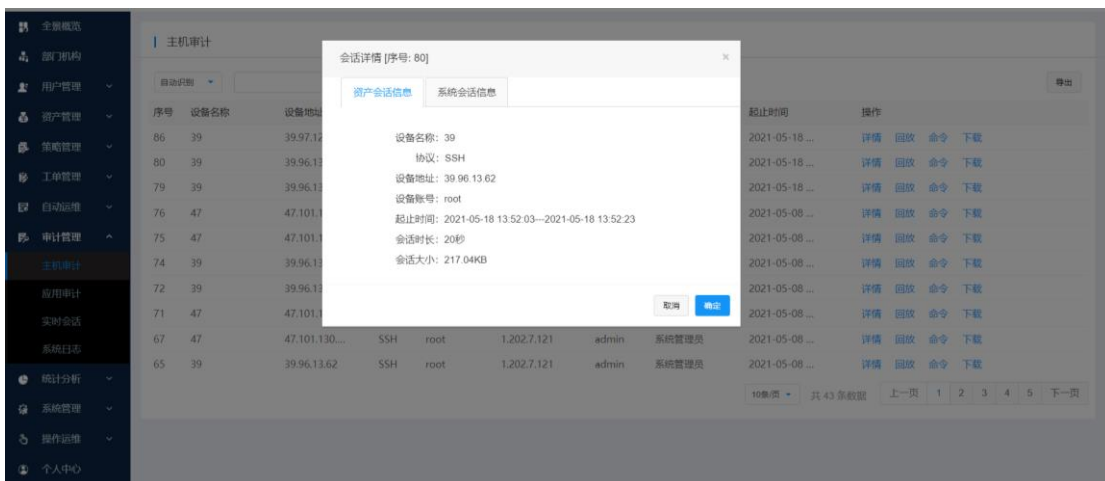 全景概览
部门机构
用户管理
资产管理
策略管理
工单管理
自动运维
审计管理
主机审计
应用审计
实时会话
系统日志
统计分析
系统管理
操作运维
个人中心
主机审计
自动识别
导出
会话详情 [序号: 80]
×
资产会话信息 系统会话信息
设备名称: 39
协议: SSH
设备地址: 39.96.13.62
设备账号: root
起止时间: 2021-05-18 13:52:03---2021-05-18 13:52:23
会话时长: 20秒
会话大小: 217.04KB
取消 确定
序号 设备名称 设备地址 起止时间 操作
86 39 39.97.12 2021-05-18 ... 详情 回放 命令 下载
80 39 39.96.13 2021-05-18 ... 详情 回放 命令 下载
79 39 39.96.13 2021-05-18 ... 详情 回放 命令 下载
76 47 47.101.1 2021-05-08 ... 详情 回放 命令 下载
75 47 47.101.1 2021-05-08 ... 详情 回放 命令 下载
74 39 39.96.13 2021-05-08 ... 详情 回放 命令 下载
72 39 39.96.13 2021-05-08 ... 详情 回放 命令 下载
71 47 47.101.1 2021-05-08 ... 详情 回放 命令 下载
67 47 47.101.130.... SSH root 1.202.7.121 admin 系统管理员 2021-05-08 ... 详情 回放 命令 下载
65 39 39.96.13.62 SSH root 1.202.7.121 admin 系统管理员 2021-05-08 ... 详情 回放 命令 下载
10条/页 共 43 条数据 上一页 1 2 3 4 5 下一页